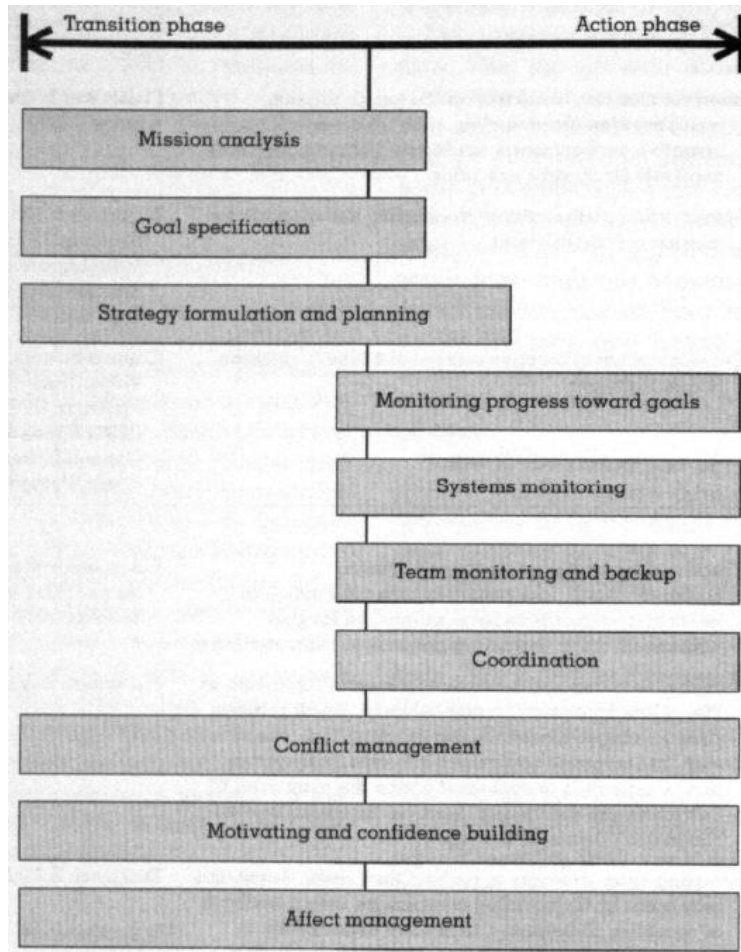 Transition phase Action phase
Mission analysis
Goal specification
Strategy formulation and planning
Monitoring progress toward goals
Systems monitoring
Team monitoring and backup
Coordination
Conflict management
Motivating and confidence building
Affect management